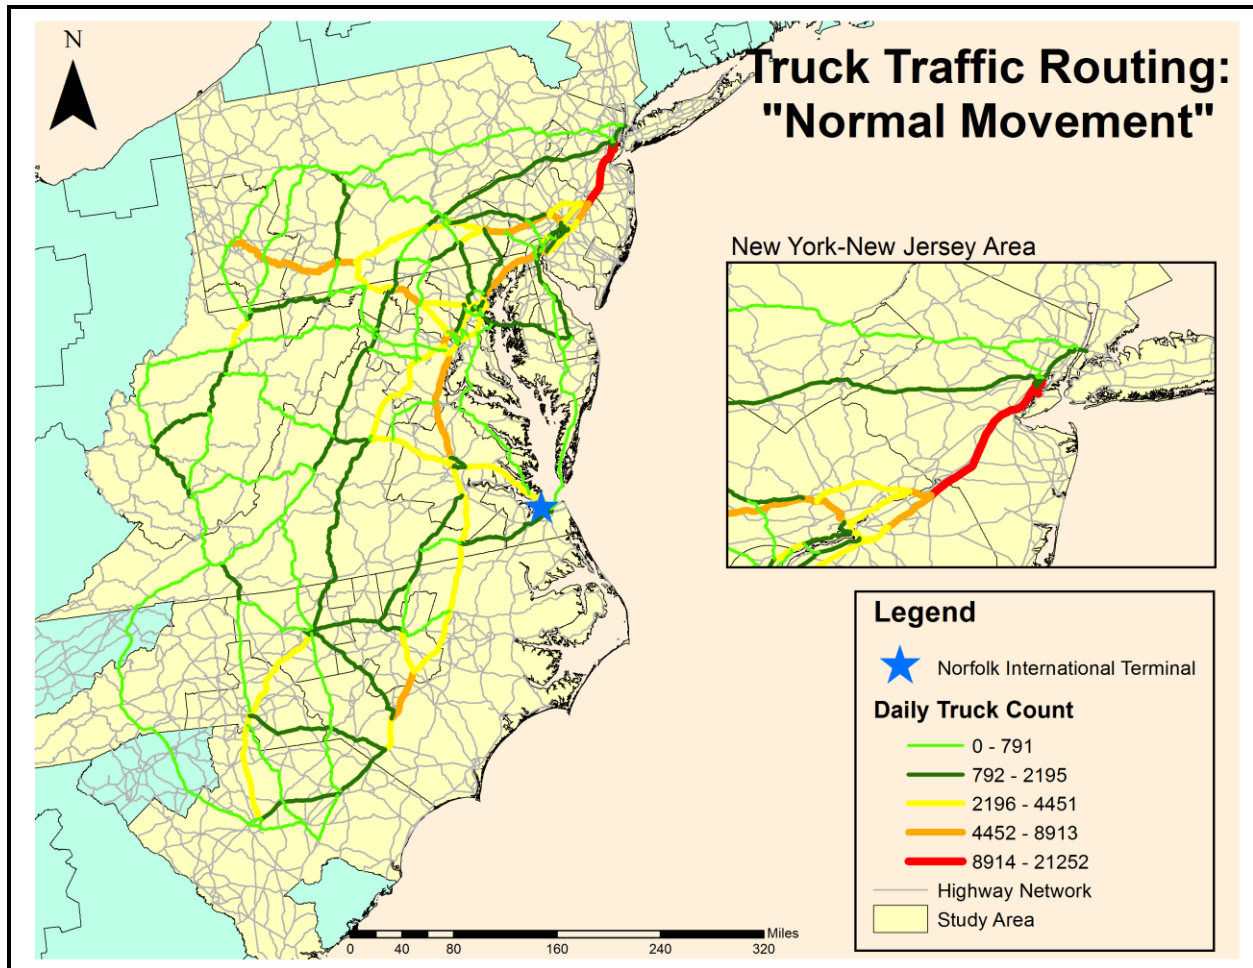 N
Truck Traffic Routing:
"Normal Movement"
New York-New Jersey Area
Legend
Norfolk International Terminal
Daily Truck Count
0 - 791
792 - 2195
2196 - 4451
4452 - 8913
8914 - 21252
Highway Network
Study Area
Miles
0 40 80 160 240 320